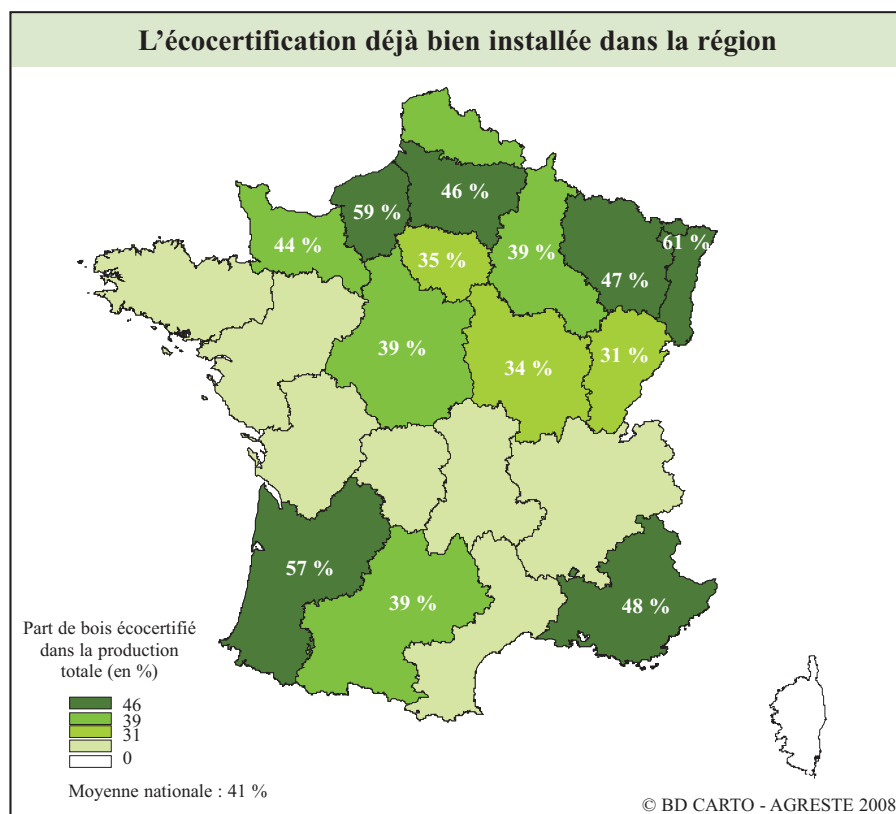 L'écocertification déjà bien installée dans la région
46 %
59 %
61 %
44 %
39 %
35 %
47 %
39 %
34 %
31 %
57 %
39 %
48 %
Part de bois écocertifié
dans la production
totale (en %)
46
39
31
0
Moyenne nationale : 41 %
© BD CARTO - AGRESTE 2008